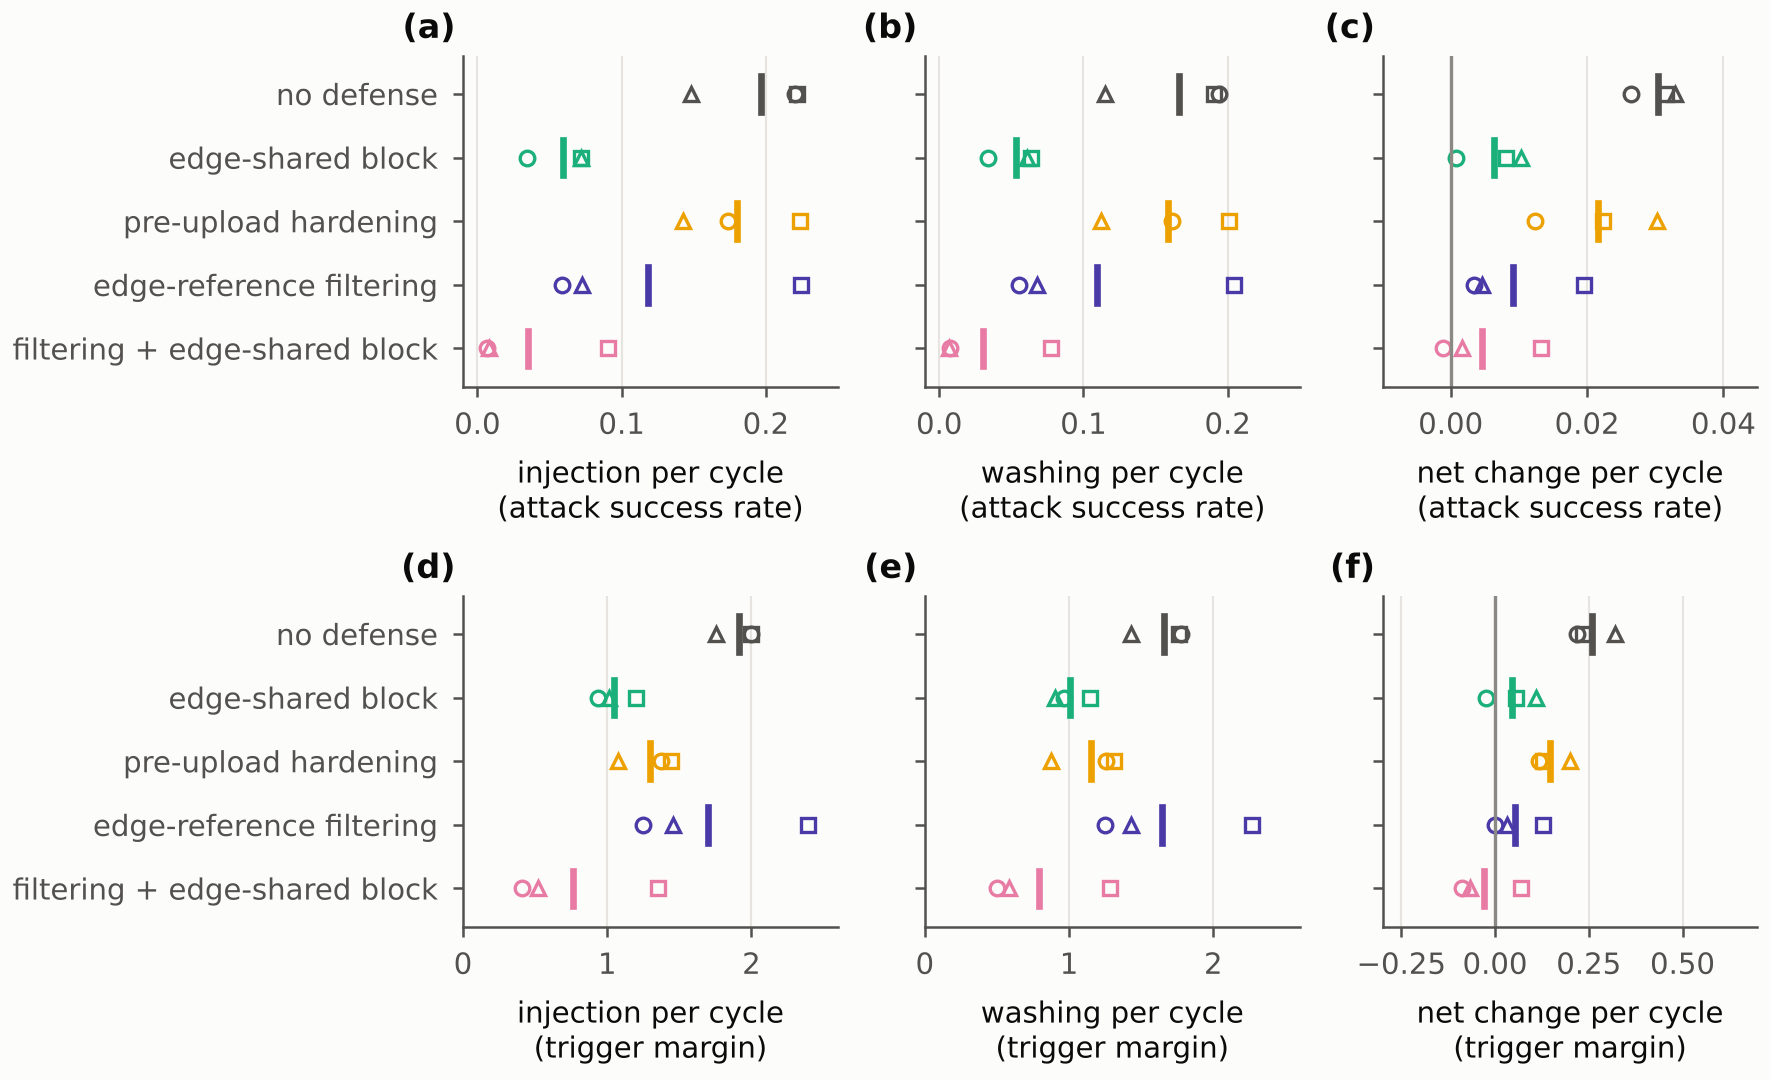 (a)
(b)
(c)
no defense
edge-shared block
pre-upload hardening
edge-reference filtering
filtering + edge-shared block
0.0
0.1
0.2
injection per cycle
(attack success rate)
0.0
0.1
0.2
washing per cycle
(attack success rate)
0.00
0.02
0.04
net change per cycle
(attack success rate)
(d)
(e)
(f)
no defense
edge-shared block
pre-upload hardening
edge-reference filtering
filtering + edge-shared block
0
1
2
injection per cycle
(trigger margin)
0
1
2
washing per cycle
(trigger margin)
−0.25
0.00
0.25
0.50
net change per cycle
(trigger margin)